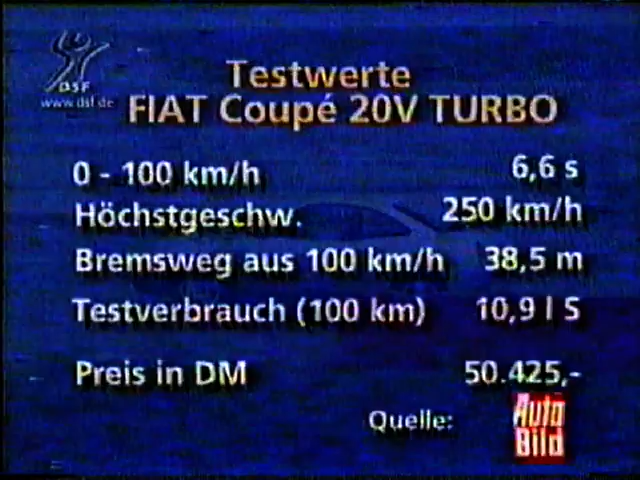 DSF
www.dsf.de
Testwerte
FIAT Coupé 20V TURBO
0 - 100 km/h 6,6 s
Höchstgeschw. 250 km/h
Bremsweg aus 100 km/h 38,5 m
Testverbrauch (100 km) 10,9 l S
Preis in DM 50.425,-
Quelle: Auto
Bild